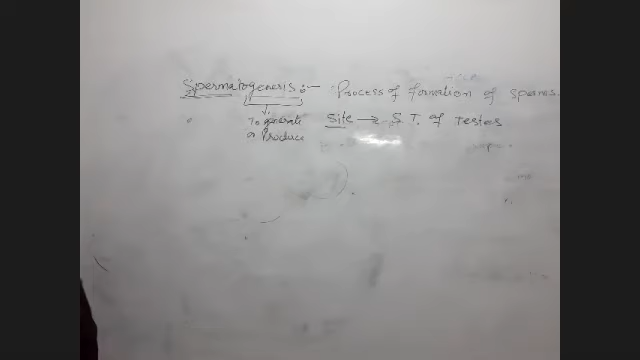 Spermatogenesis :- Process of formation of sperms.
To generate
or Produce
Site → S.T. of Testes